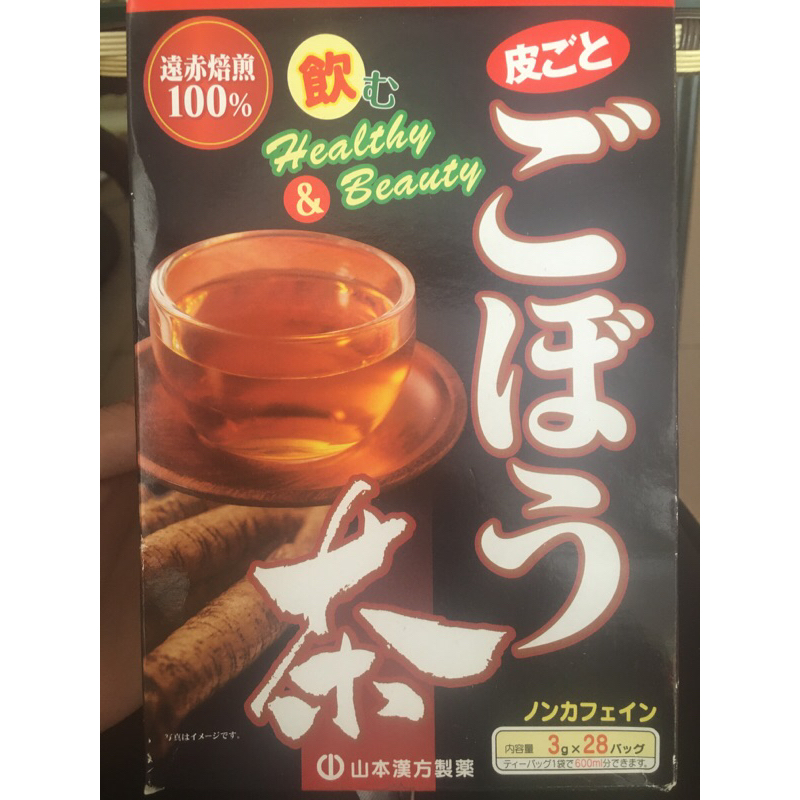 遠赤焙煎
100%
飲む
Healthy
& Beauty
皮ごと
ごぼう
茶
ノンカフェイン
内容量 3g×28バッグ
ティーバッグ1袋で600ml分できます。
写真はイメージです。
山本漢方製薬